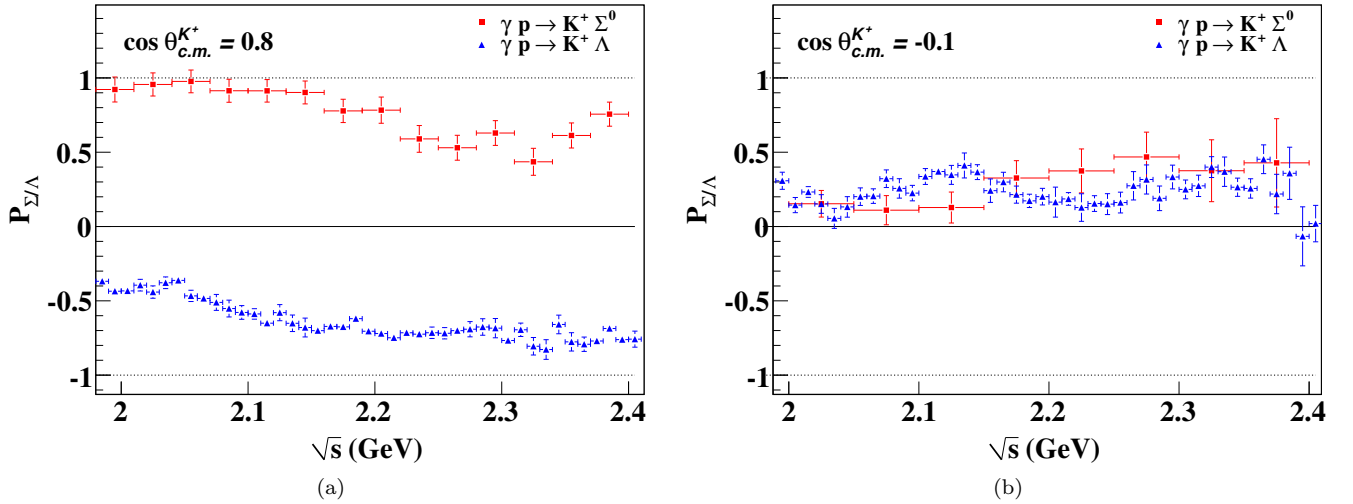 cos θ_{c.m.}^{K+} = 0.8
γ p → K+ Σ0
γ p → K+ Λ
P_{Σ/Λ}
1
0.5
0
-0.5
-1
2 2.1 2.2 2.3 2.4
√s (GeV)
(a)
cos θ_{c.m.}^{K+} = -0.1
γ p → K+ Σ0
γ p → K+ Λ
P_{Σ/Λ}
1
0.5
0
-0.5
-1
2 2.1 2.2 2.3 2.4
√s (GeV)
(b)